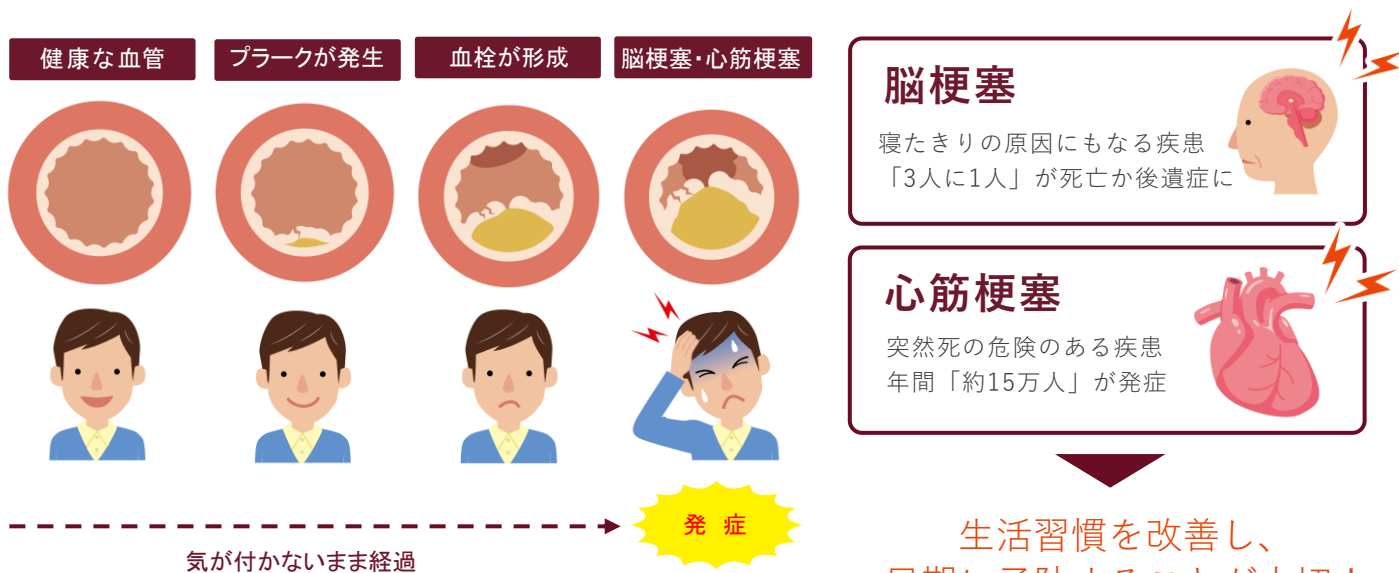 健康な血管
プラークが発生
血栓が形成
脳梗塞・心筋梗塞
発 症
気が付かないまま経過
脳梗塞
寝たきりの原因にもなる疾患
「3人に1人」が死亡か後遺症に
心筋梗塞
突然死の危険のある疾患
年間「約15万人」が発症
生活習慣を改善し、